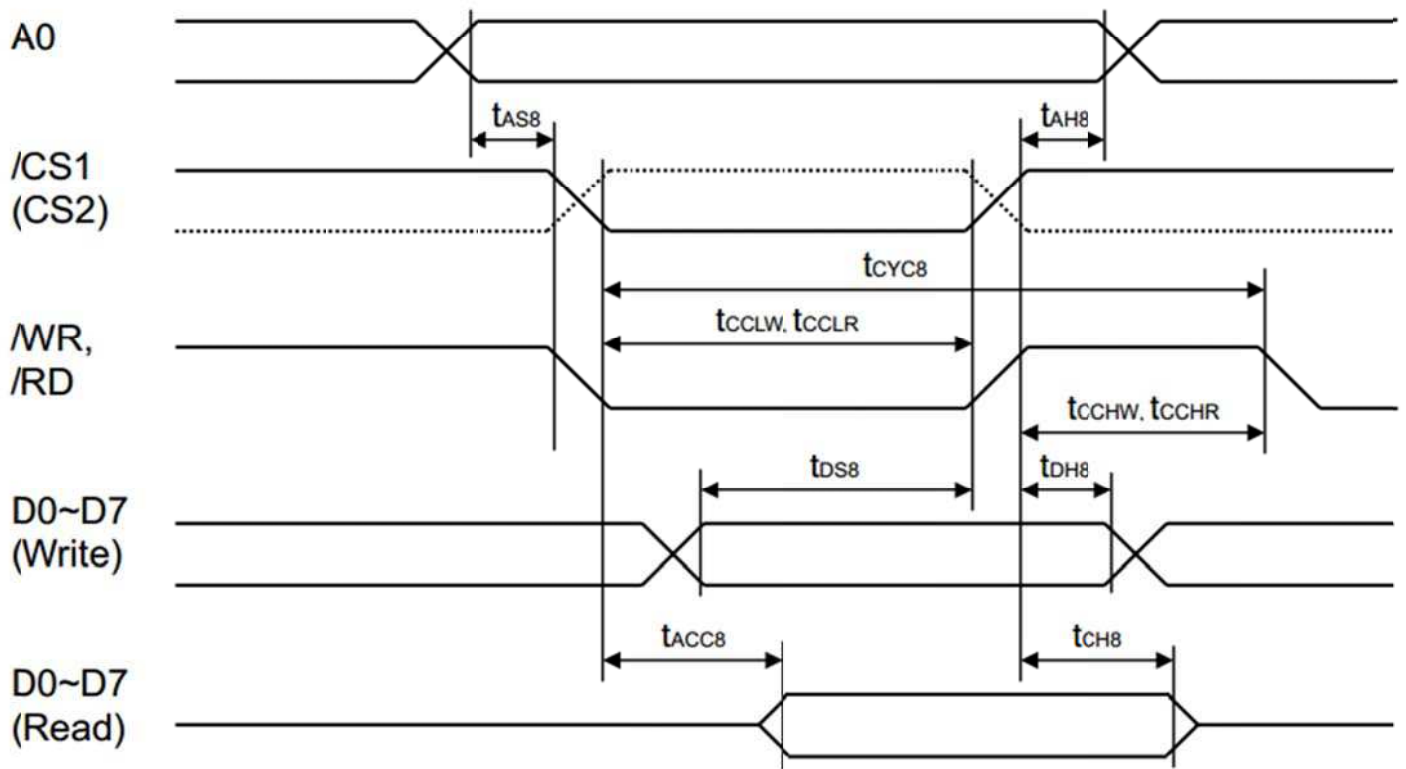 A0
tAS8
tAH8
/CS1
(CS2)
tCYC8
tCCLW, tCCLR
/WR,
/RD
tCCHW, tCCHR
tDS8
tDH8
D0~D7
(Write)
tACC8
tCH8
D0~D7
(Read)